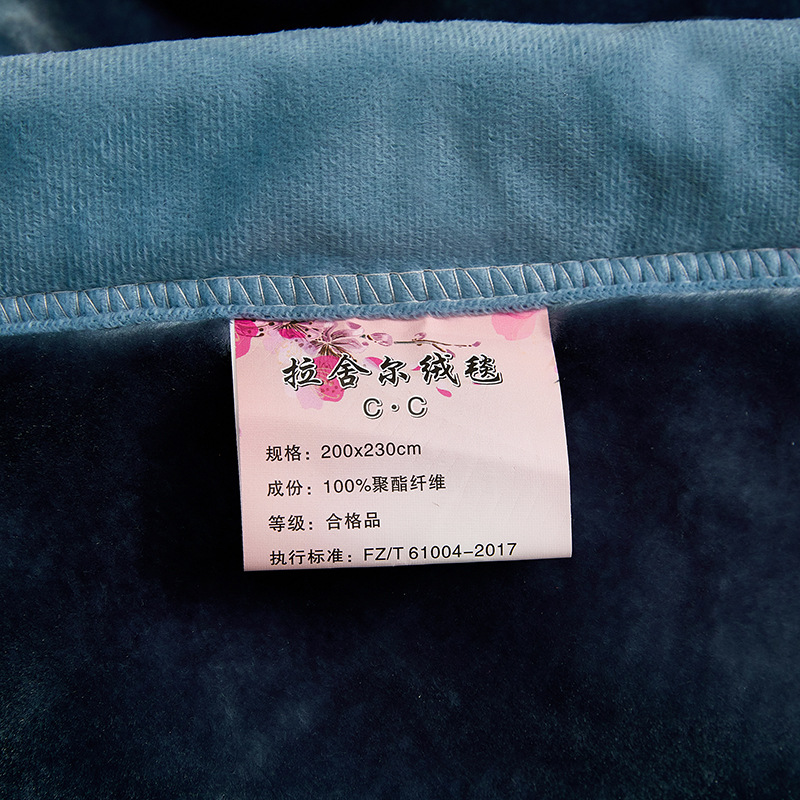 拉舍尔绒毯
C·C
规格：200x230cm
成份：100%聚酯纤维
等级：合格品
执行标准：FZ/T 61004-2017